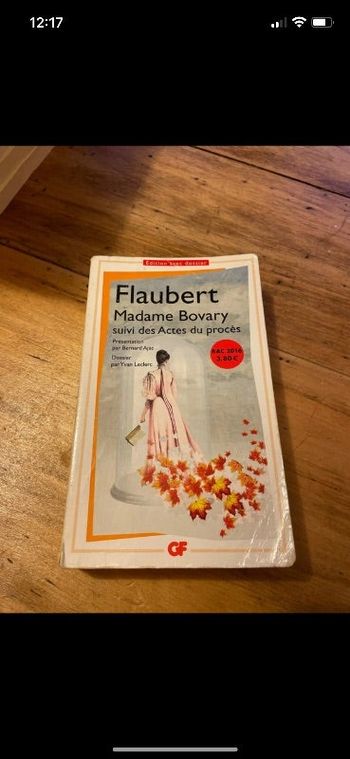 12:17
Édition avec dossier
Flaubert
Madame Bovary
suivi des Actes du procès
Présentation
par Bernard Ajac
Dossier
par Yvan Leclerc
BAC 2016
3,80 €
GF